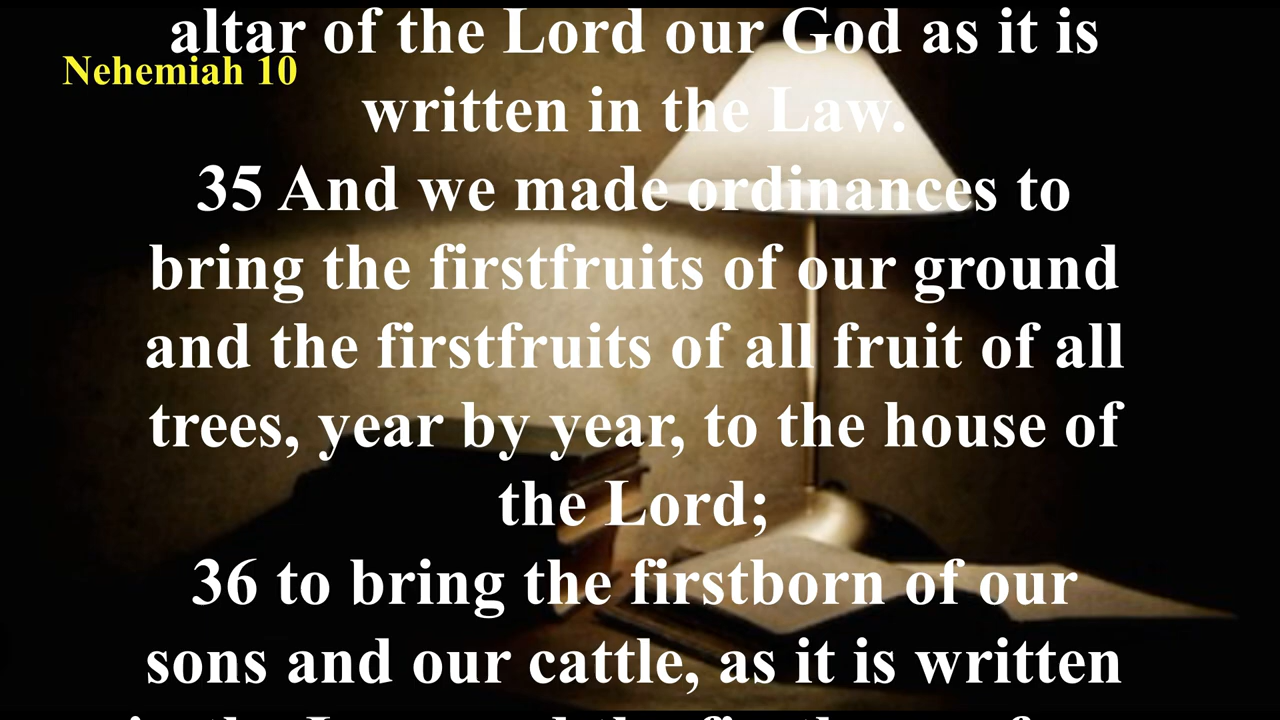 altar of the Lord our God as it is
Nehemiah 10
written in the Law.
35 And we made ordinances to
bring the firstfruits of our ground
and the firstfruits of all fruit of all
trees, year by year, to the house of
the Lord;
36 to bring the firstborn of our
sons and our cattle, as it is written